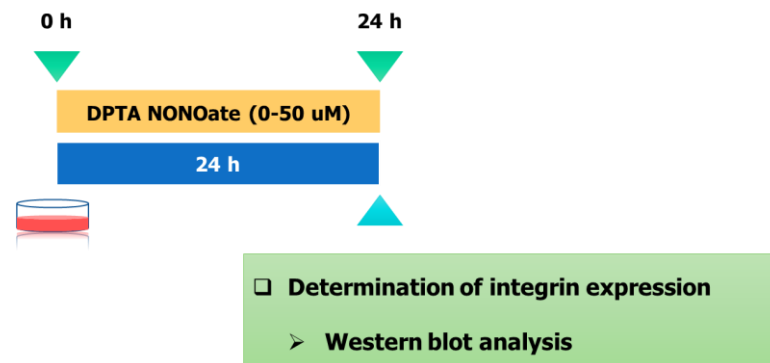 0 h 24 h
DPTA NONOate (0-50 uM)
24 h
Determination of integrin expression
Western blot analysis